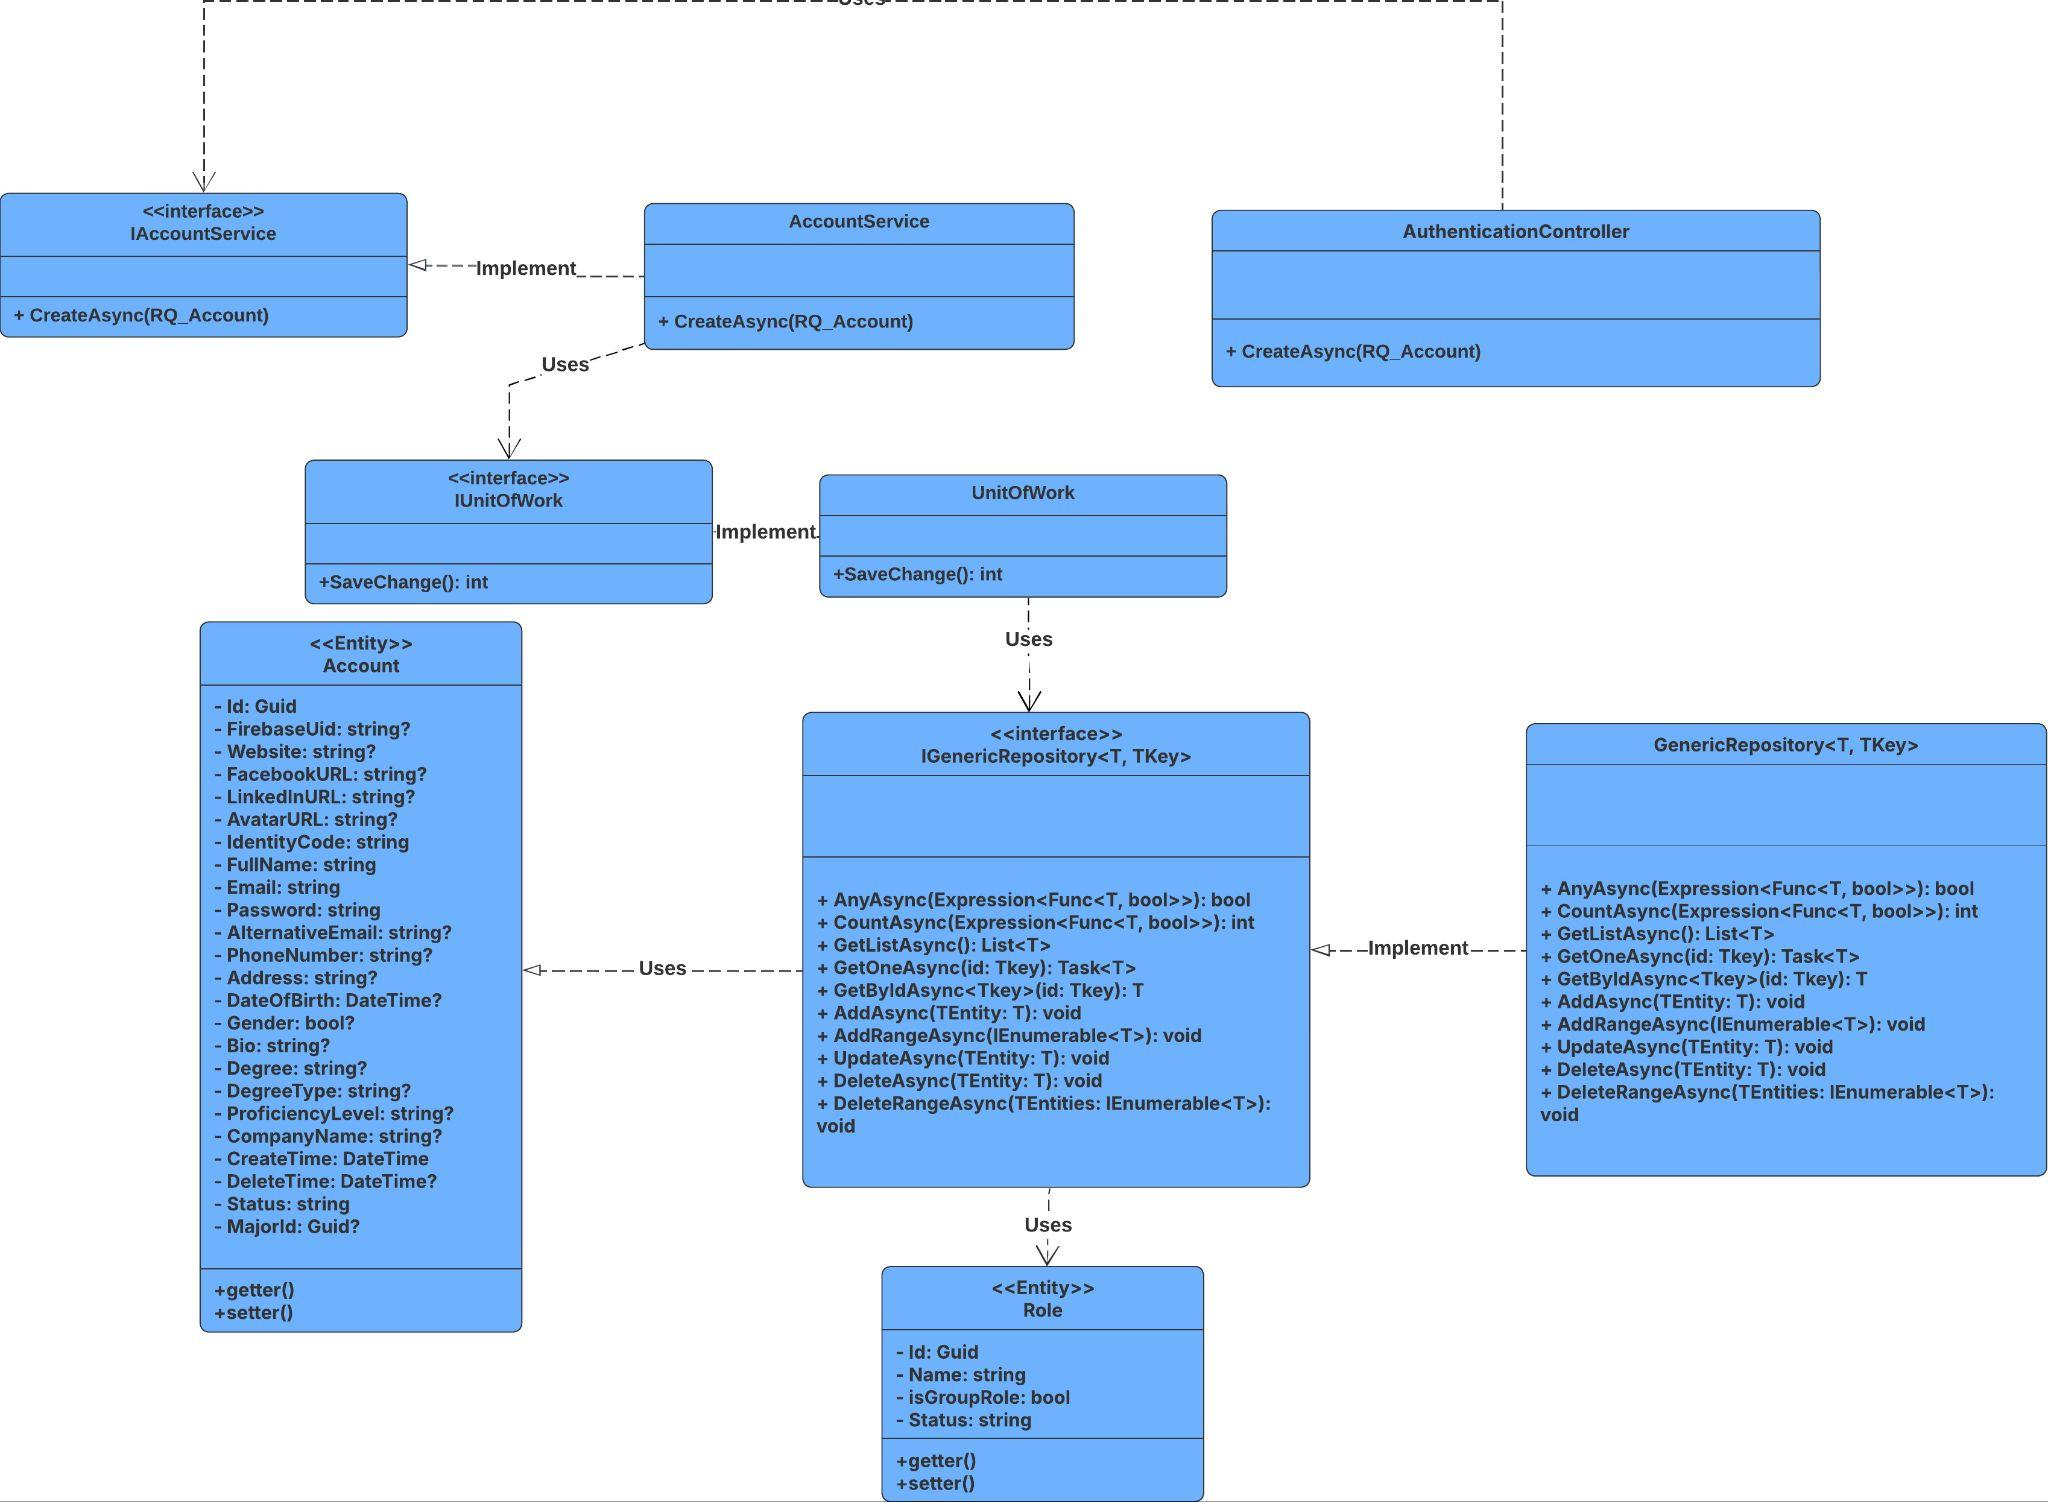 Uses
<<interface>>
IAccountService
+ CreateAsync(RQ_Account)
Implement
AccountService
+ CreateAsync(RQ_Account)
AuthenticationController
+ CreateAsync(RQ_Account)
Uses
<<interface>>
IUnitOfWork
+SaveChange(): int
Implement
UnitOfWork
+SaveChange(): int
Uses
<<Entity>>
Account
- Id: Guid
- FirebaseUid: string?
- Website: string?
- FacebookURL: string?
- LinkedInURL: string?
- AvatarURL: string?
- IdentityCode: string
- FullName: string
- Email: string
- Password: string
- AlternativeEmail: string?
- PhoneNumber: string?
- Address: string?
- DateOfBirth: DateTime?
- Gender: bool?
- Bio: string?
- Degree: string?
- DegreeType: string?
- ProficiencyLevel: string?
- CompanyName: string?
- CreateTime: DateTime
- DeleteTime: DateTime?
- Status: string
- MajorId: Guid?
+getter()
+setter()
Uses
<<interface>>
IGenericRepository<T, TKey>
+ AnyAsync(Expression<Func<T, bool>>): bool
+ CountAsync(Expression<Func<T, bool>>): int
+ GetListAsync(): List<T>
+ GetOneAsync(id: Tkey): Task<T>
+ GetByIdAsync<Tkey>(id: Tkey): T
+ AddAsync(TEntity: T): void
+ AddRangeAsync(IEnumerable<T>): void
+ UpdateAsync(TEntity: T): void
+ DeleteAsync(TEntity: T): void
+ DeleteRangeAsync(TEntities: IEnumerable<T>):
void
Implement
GenericRepository<T, TKey>
+ AnyAsync(Expression<Func<T, bool>>): bool
+ CountAsync(Expression<Func<T, bool>>): int
+ GetListAsync(): List<T>
+ GetOneAsync(id: Tkey): Task<T>
+ GetByIdAsync<Tkey>(id: Tkey): T
+ AddAsync(TEntity: T): void
+ AddRangeAsync(IEnumerable<T>): void
+ UpdateAsync(TEntity: T): void
+ DeleteAsync(TEntity: T): void
+ DeleteRangeAsync(TEntities: IEnumerable<T>):
void
Uses
<<Entity>>
Role
- Id: Guid
- Name: string
- isGroupRole: bool
- Status: string
+getter()
+setter()